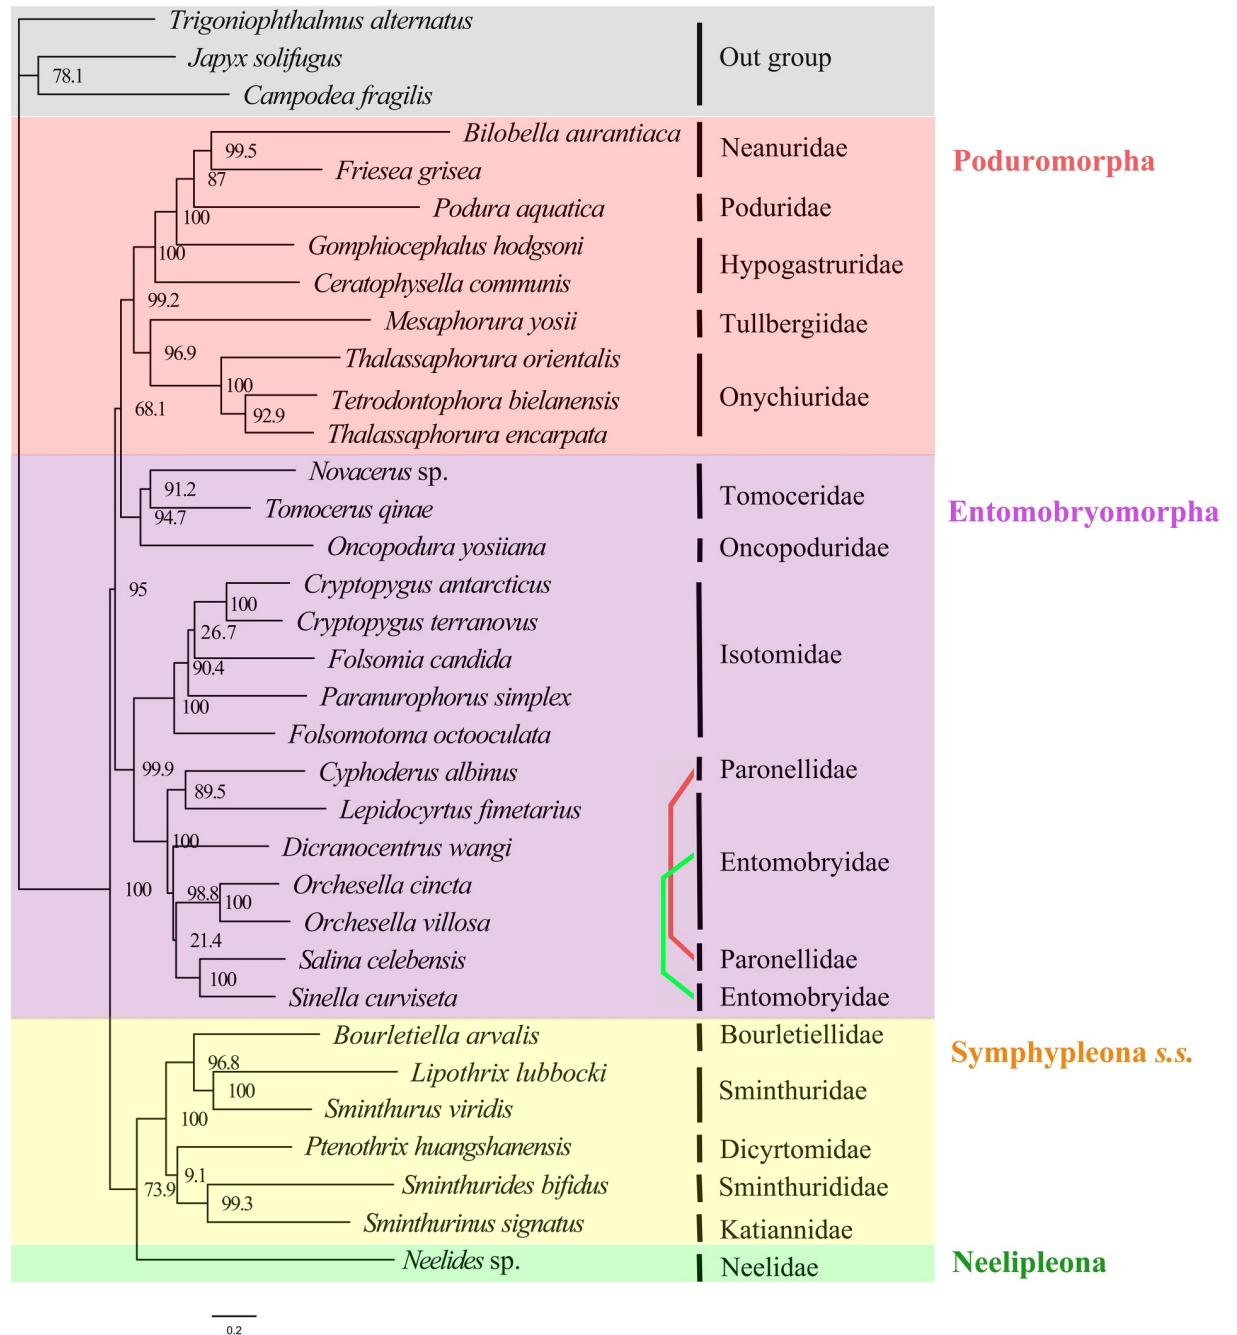 Trigoniophthalmus alternatus
Japyx solifugus
Out group
78.1
Campodea fragilis
Bilobella aurantiaca
99.5
Neanuridae
Poduromorpha
Friesea grisea
87
Podura aquatica
Poduridae
100
Gomphiocephalus hodgsoni
100
Hypogastruridae
Ceratophysella communis
99.2
Mesaphorura yosii
Tullbergiidae
96.9
Thalassaphorura orientalis
100
Tetrodontophora bielanensis
Onychiuridae
68.1
92.9
Thalassaphorura encarpata
Novacerus sp.
91.2
Tomoceridae
Tomocerus qinae
94.7
Entomobryomorpha
Oncopodura yosiiana
Oncopoduridae
Cryptopygus antarcticus
95
100
Cryptopygus terranovus
26.7
Folsomia candida
Isotomidae
90.4
Paranurophorus simplex
100
Folsomotoma octooculata
99.9
Cyphoderus albinus
Paronellidae
89.5
Lepidocyrtus fimetarius
100
Dicranocentrus wangi
Entomobryidae
100
Orchesella cincta
98.8
100
Orchesella villosa
21.4
Salina celebensis
Paronellidae
100
Sinella curviseta
Entomobryidae
Bourletiella arvalis
Bourletiellidae
96.8
Symphypleona s.s.
Lipothrix lubbocki
100
Sminthuridae
Sminthurus viridis
100
Ptenothrix huangshanensis
Dicyrtomidae
9.1
73.9
Sminthurides bifidus
Sminthurididae
99.3
Sminthurinus signatus
Katiannidae
Neelides sp.
Neelidae
Neelipleona
0.2